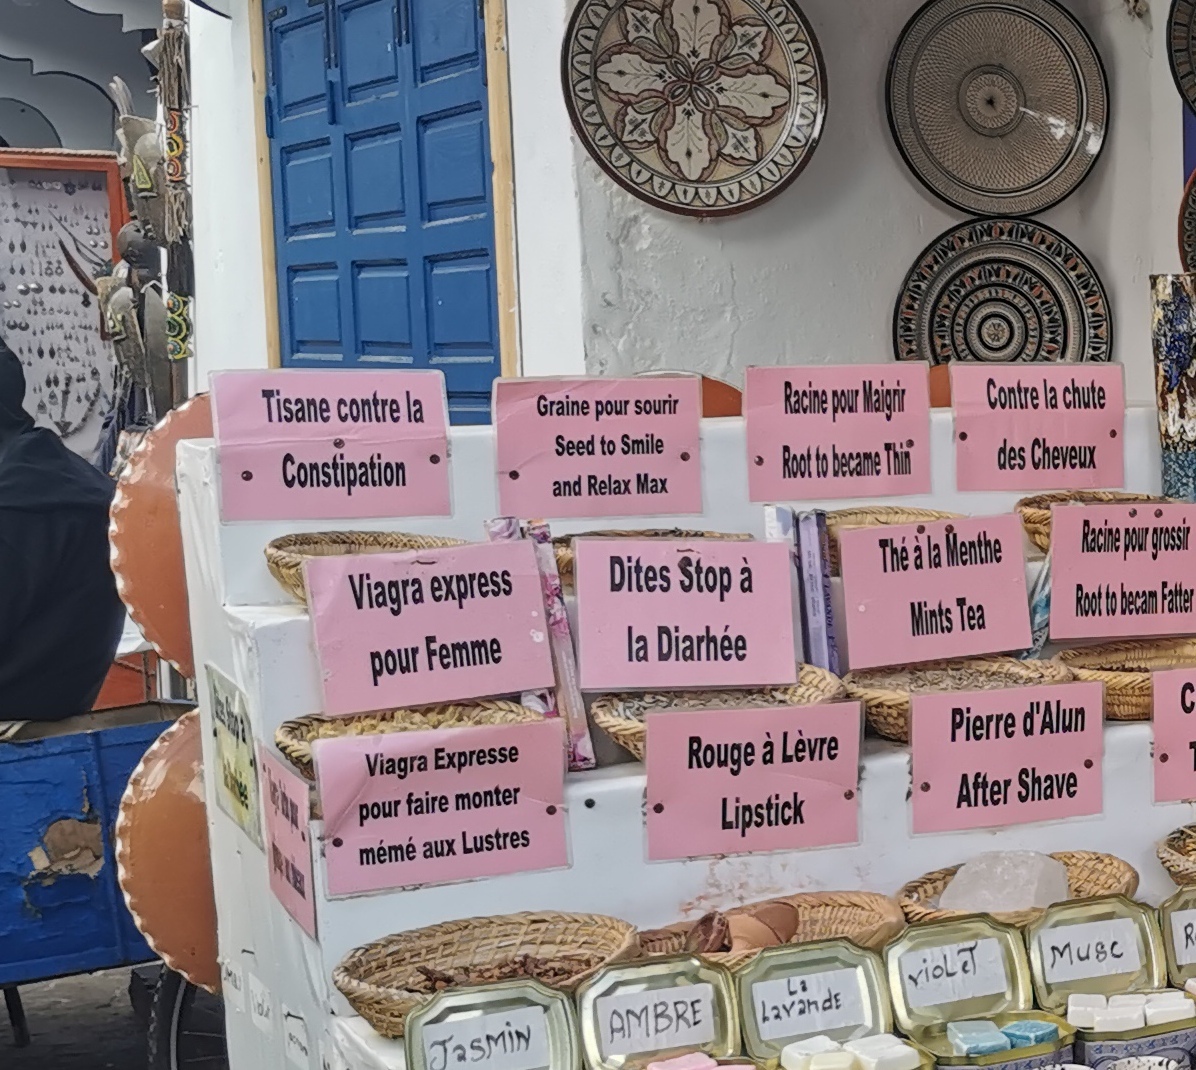 Tisane contre la
Constipation
Graine pour sourir
Seed to Smile
and Relax Max
Racine pour Maigrir
Root to became Thin
Contre la chute
des Cheveux
Viagra express
pour Femme
Dites Stop à
la Diarhée
Thé à la Menthe
Mints Tea
Racine pour grossir
Root to becam Fatter
Viagra Expresse
pour faire monter
mémé aux Lustres
Rouge à Lèvre
Lipstick
Pierre d'Alun
After Shave
JASMIN
AMBRE
La
Lavande
violeT
Musc